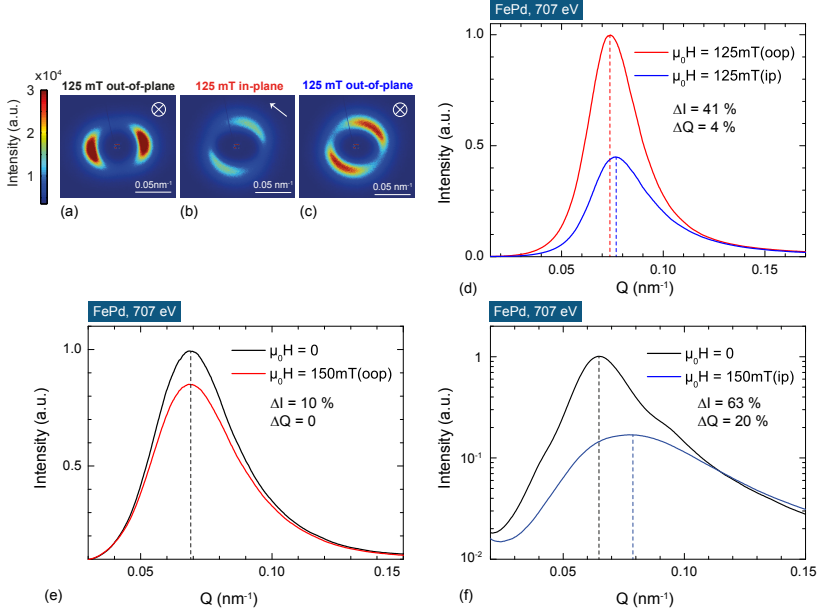 125 mT out-of-plane 125 mT in-plane 125 mT out-of-plane
x10⁴
Intensity (a.u.)
3
2
1
0.05nm⁻¹
0.05 nm⁻¹
0.05 nm⁻¹
(a) (b) (c)
FePd, 707 eV
μ₀H = 125mT(oop)
μ₀H = 125mT(ip)
ΔI = 41 %
ΔQ = 4 %
Intensity (a.u.)
1.0
0.5
0.0
0.05 0.10 0.15
Q (nm⁻¹)
(d)
FePd, 707 eV
μ₀H = 0
μ₀H = 150mT(oop)
ΔI = 10 %
ΔQ = 0
Intensity (a.u.)
1.0
0.5
0.05 0.10 0.15
Q (nm⁻¹)
(e)
FePd, 707 eV
μ₀H = 0
μ₀H = 150mT(ip)
ΔI = 63 %
ΔQ = 20 %
Intensity (a.u.)
1
10⁻¹
10⁻²
0.05 0.10 0.15
Q (nm⁻¹)
(f)